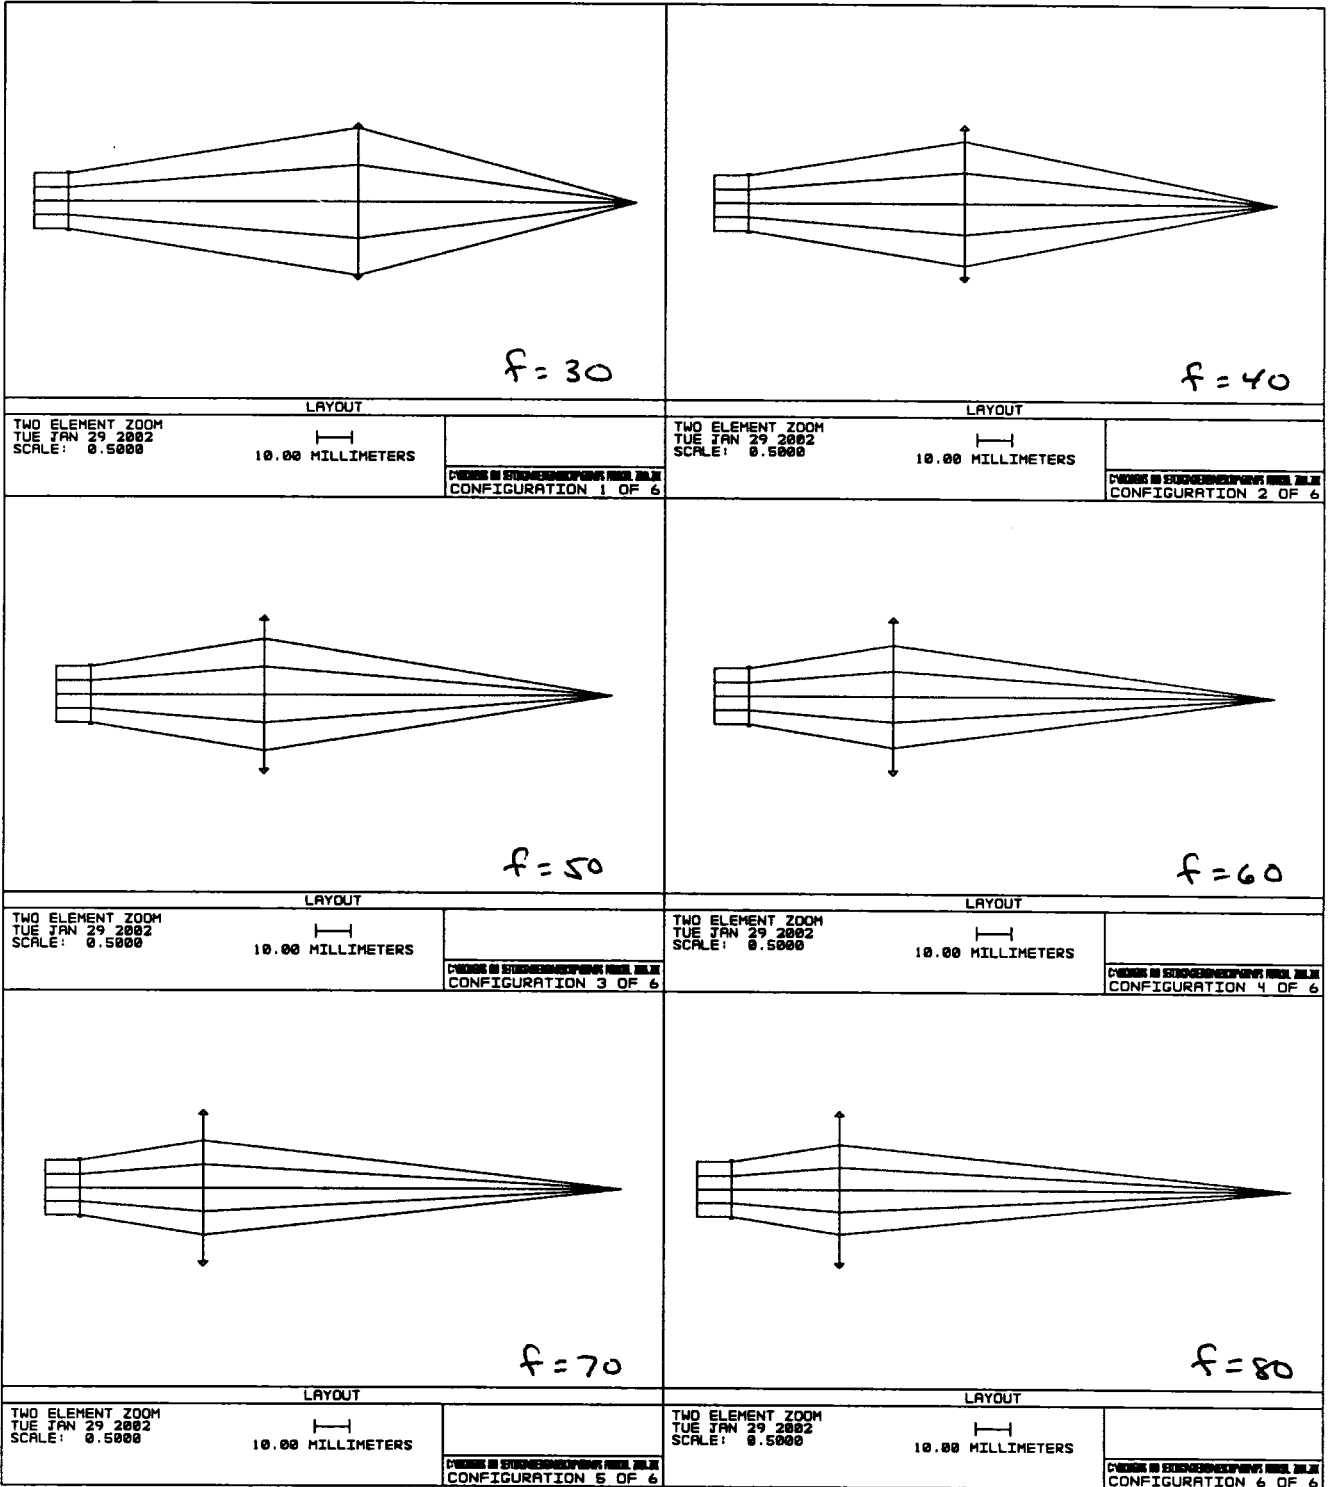 f = 30
LAYOUT
TWO ELEMENT ZOOM
TUE JAN 29 2002
SCALE: 0.5000
10.00 MILLIMETERS
CONFIGURATION 1 OF 6
f = 40
LAYOUT
TWO ELEMENT ZOOM
TUE JAN 29 2002
SCALE: 0.5000
10.00 MILLIMETERS
CONFIGURATION 2 OF 6
f = 50
LAYOUT
TWO ELEMENT ZOOM
TUE JAN 29 2002
SCALE: 0.5000
10.00 MILLIMETERS
CONFIGURATION 3 OF 6
f = 60
LAYOUT
TWO ELEMENT ZOOM
TUE JAN 29 2002
SCALE: 0.5000
10.00 MILLIMETERS
CONFIGURATION 4 OF 6
f = 70
LAYOUT
TWO ELEMENT ZOOM
TUE JAN 29 2002
SCALE: 0.5000
10.00 MILLIMETERS
CONFIGURATION 5 OF 6
f = 80
LAYOUT
TWO ELEMENT ZOOM
TUE JAN 29 2002
SCALE: 0.5000
10.00 MILLIMETERS
CONFIGURATION 6 OF 6